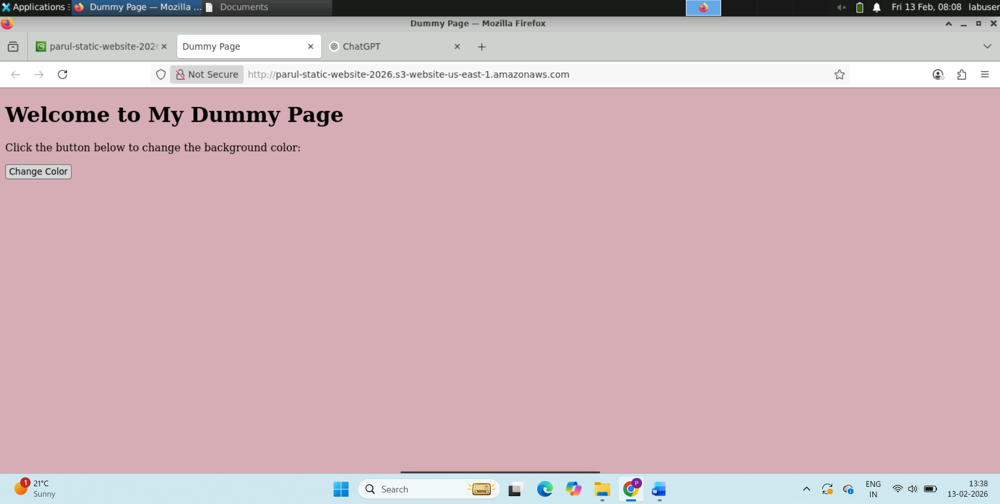 Applications
Dummy Page — Mozilla ...
Documents
Fri 13 Feb, 08:08
labuser
Dummy Page — Mozilla Firefox
parul-static-website-202
Dummy Page
ChatGPT
Not Secure
http://parul-static-website-2026.s3-website-us-east-1.amazonaws.com
Welcome to My Dummy Page
Click the button below to change the background color:
Change Color
1
21°C
Sunny
Search
P
W
ENG
IN
13:38
13-02-2026